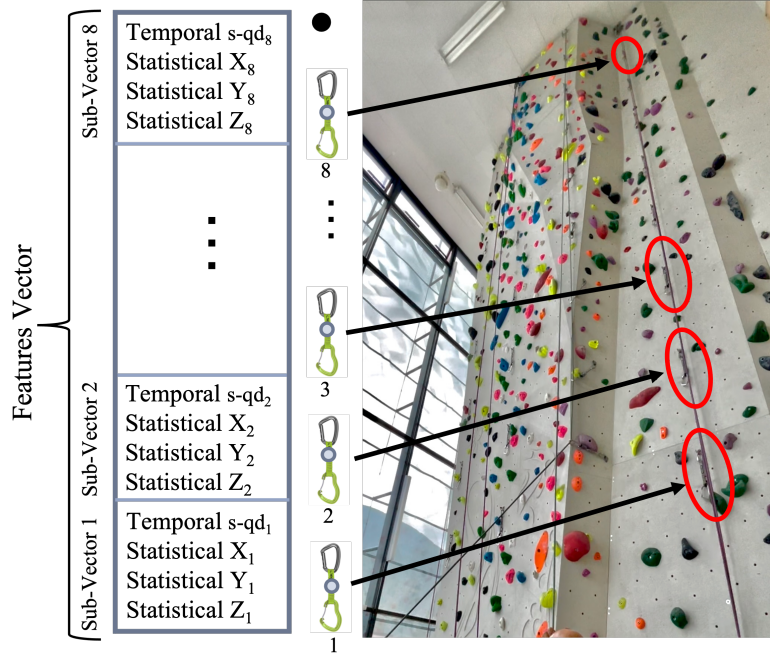 Features Vector
Sub-Vector 8
Temporal s-qd₈
Statistical X₈
Statistical Y₈
Statistical Z₈
8
3
Sub-Vector 2
Temporal s-qd₂
Statistical X₂
Statistical Y₂
Statistical Z₂
2
Sub-Vector 1
Temporal s-qd₁
Statistical X₁
Statistical Y₁
Statistical Z₁
1